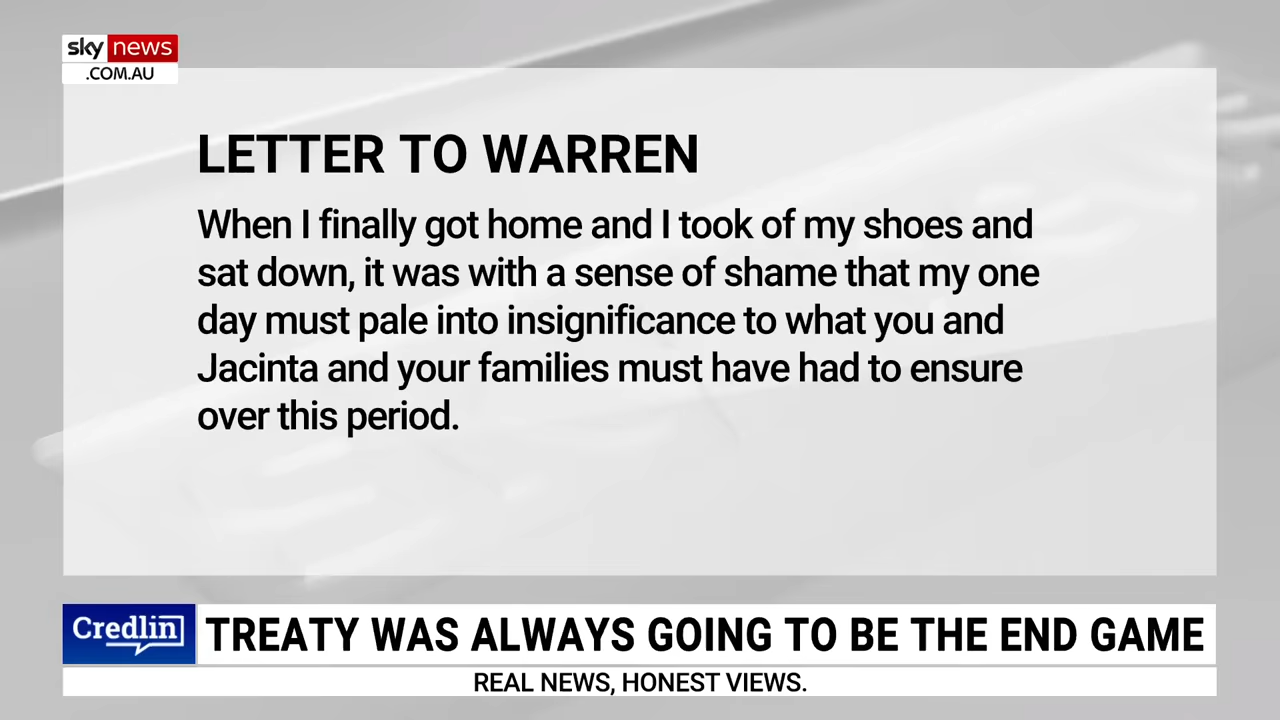 sky news
.COM.AU
LETTER TO WARREN
When I finally got home and I took of my shoes and
sat down, it was with a sense of shame that my one
day must pale into insignificance to what you and
Jacinta and your families must have had to ensure
over this period.
Credlin
TREATY WAS ALWAYS GOING TO BE THE END GAME
REAL NEWS, HONEST VIEWS.